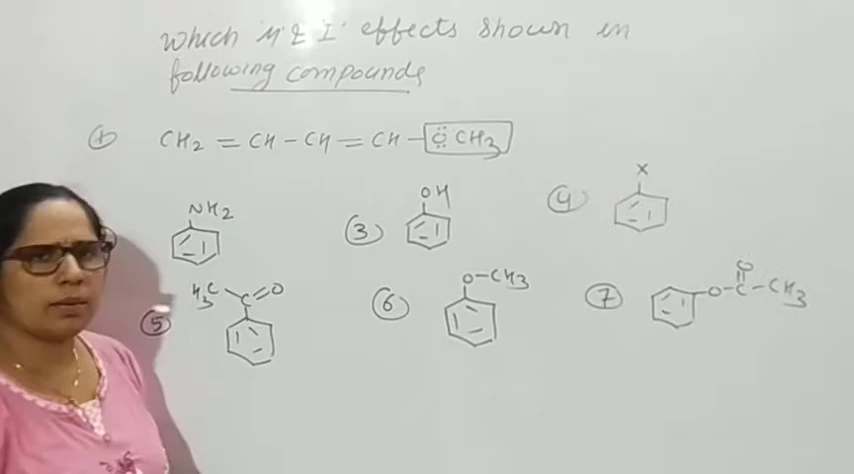 which M & I effects shown in
following compounds
① CH2 = CH - CH = CH - ÖCH3
NH2
③ OH
④ X
⑤ H3C C = O
⑥ O - CH3
⑦ O - C - CH3
O